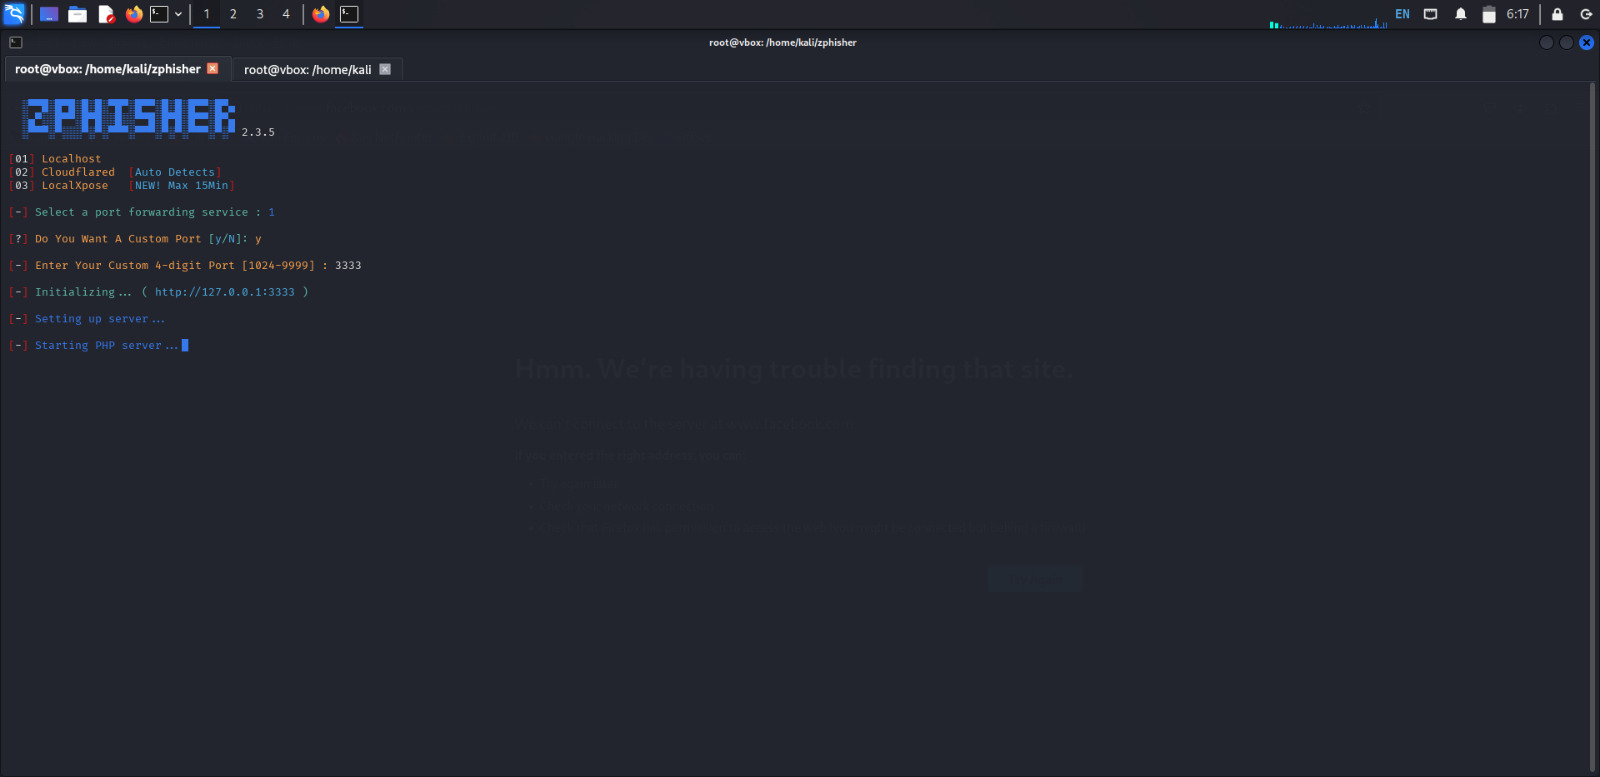 1 2 3 4
EN
6:17
root@vbox: /home/kali/zphisher
root@vbox: /home/kali/zphisher
root@vbox: /home/kali
ZPHISHER 2.3.5
[01] Localhost
[02] Cloudflared [Auto Detects]
[03] LocalXpose [NEW! Max 15Min]
[-] Select a port forwarding service : 1
[?] Do You Want A Custom Port [y/N]: y
[-] Enter Your Custom 4-digit Port [1024-9999] : 3333
[-] Initializing... ( http://127.0.0.1:3333 )
[-] Setting up server...
[-] Starting PHP server...
Hmm. We're having trouble finding that site.